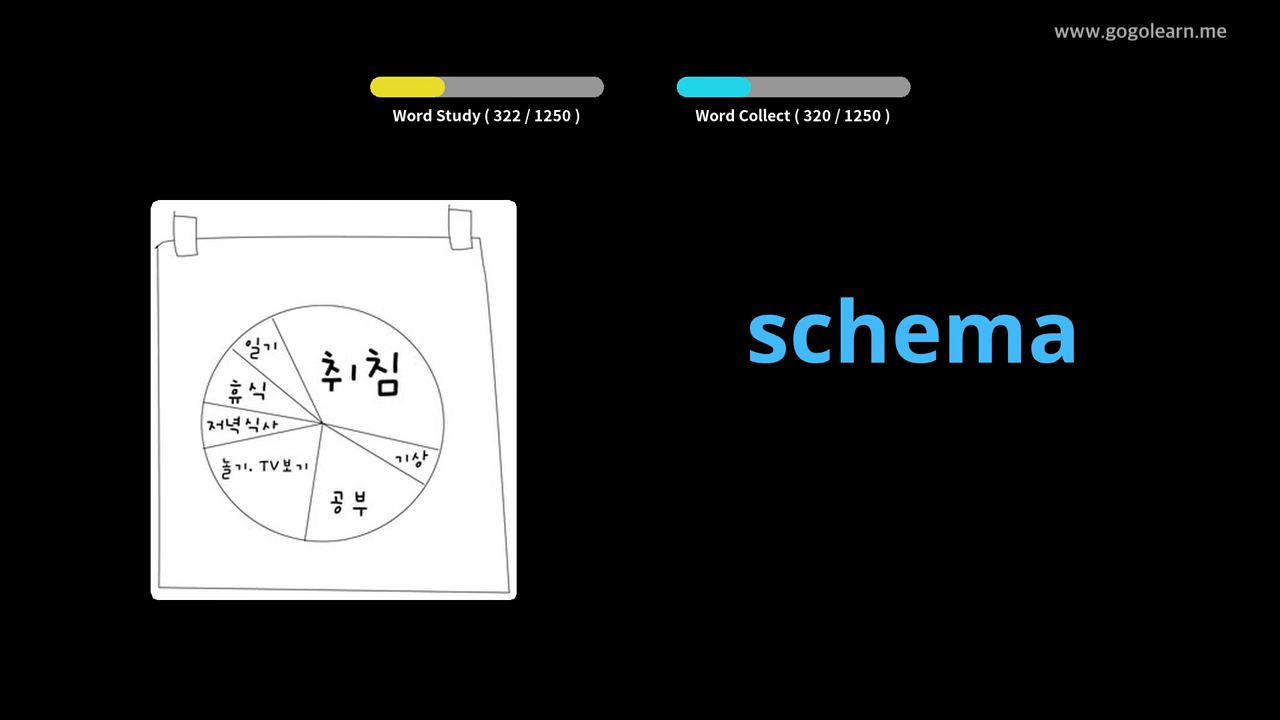 www.gogolearn.me
Word Study ( 322 / 1250 )
Word Collect ( 320 / 1250 )
일기
취침
휴식
저녁식사
놀기. TV보기
기상
공부
schema